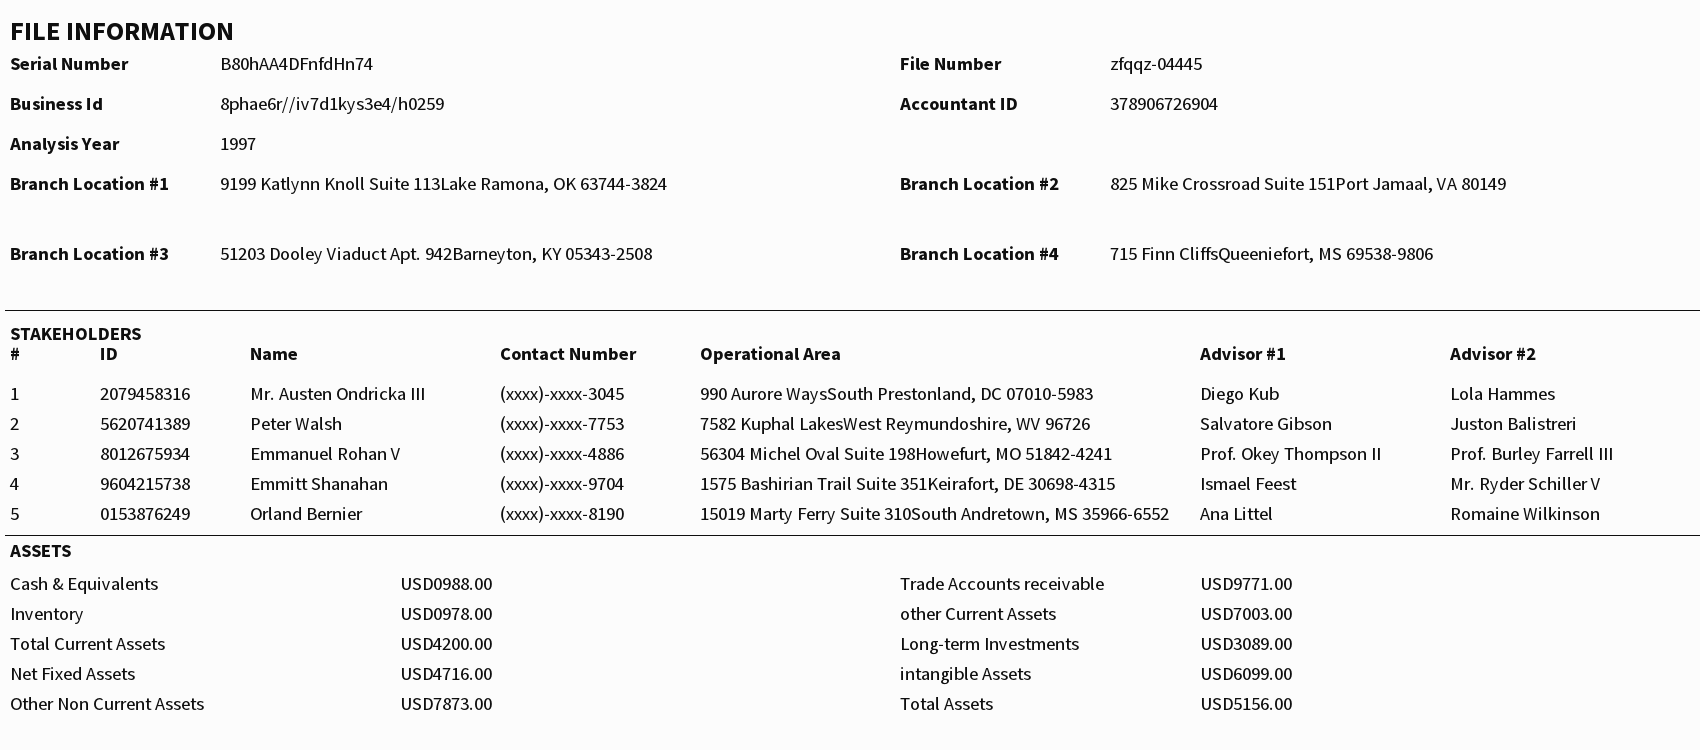 FILE INFORMATION
Serial Number B80hAA4DFnfdHn74 File Number zfqqz-04445
Business Id 8phae6r//iv7d1kys3e4/h0259 Accountant ID 378906726904
Analysis Year 1997
Branch Location #1 9199 Katlynn Knoll Suite 113Lake Ramona, OK 63744-3824 Branch Location #2 825 Mike Crossroad Suite 151Port Jamaal, VA 80149
Branch Location #3 51203 Dooley Viaduct Apt. 942Barneyton, KY 05343-2508 Branch Location #4 715 Finn CliffsQueeniefort, MS 69538-9806
STAKEHOLDERS
# ID Name Contact Number Operational Area Advisor #1 Advisor #2
1 2079458316 Mr. Austen Ondricka III (xxxx)-xxxx-3045 990 Aurore WaysSouth Prestonland, DC 07010-5983 Diego Kub Lola Hammes
2 5620741389 Peter Walsh (xxxx)-xxxx-7753 7582 Kuphal LakesWest Reymundoshire, WV 96726 Salvatore Gibson Juston Balistreri
3 8012675934 Emmanuel Rohan V (xxxx)-xxxx-4886 56304 Michel Oval Suite 198Howefurt, MO 51842-4241 Prof. Okey Thompson II Prof. Burley Farrell III
4 9604215738 Emmitt Shanahan (xxxx)-xxxx-9704 1575 Bashirian Trail Suite 351Keirafort, DE 30698-4315 Ismael Feest Mr. Ryder Schiller V
5 0153876249 Orland Bernier (xxxx)-xxxx-8190 15019 Marty Ferry Suite 310South Andretown, MS 35966-6552 Ana Littel Romaine Wilkinson
ASSETS
Cash & Equivalents USD0988.00 Trade Accounts receivable USD9771.00
Inventory USD0978.00 other Current Assets USD7003.00
Total Current Assets USD4200.00 Long-term Investments USD3089.00
Net Fixed Assets USD4716.00 intangible Assets USD6099.00
Other Non Current Assets USD7873.00 Total Assets USD5156.00